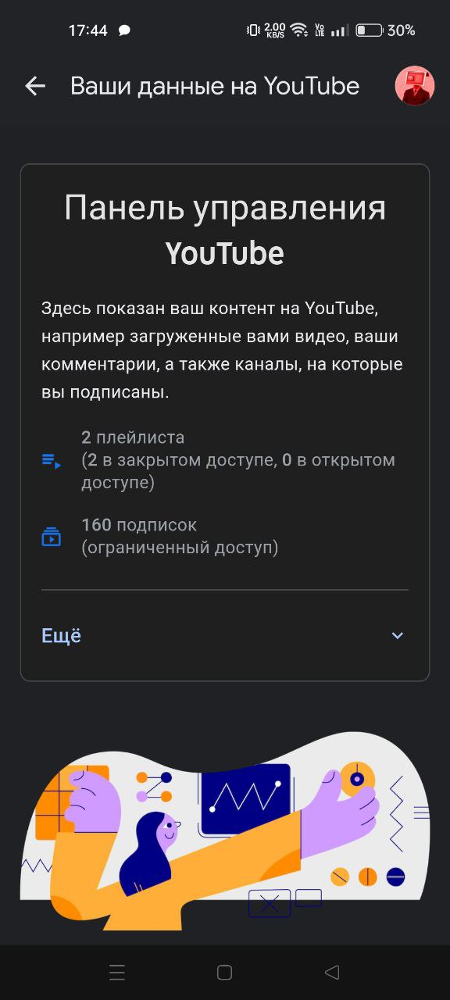 17:44
2.00 KB/S
Vo LTE
30%
Ваши данные на YouTube
Панель управления
YouTube
Здесь показан ваш контент на YouTube,
например загруженные вами видео, ваши
комментарии, а также каналы, на которые
вы подписаны.
2 плейлиста
(2 в закрытом доступе, 0 в открытом
доступе)
160 подписок
(ограниченный доступ)
Ещё